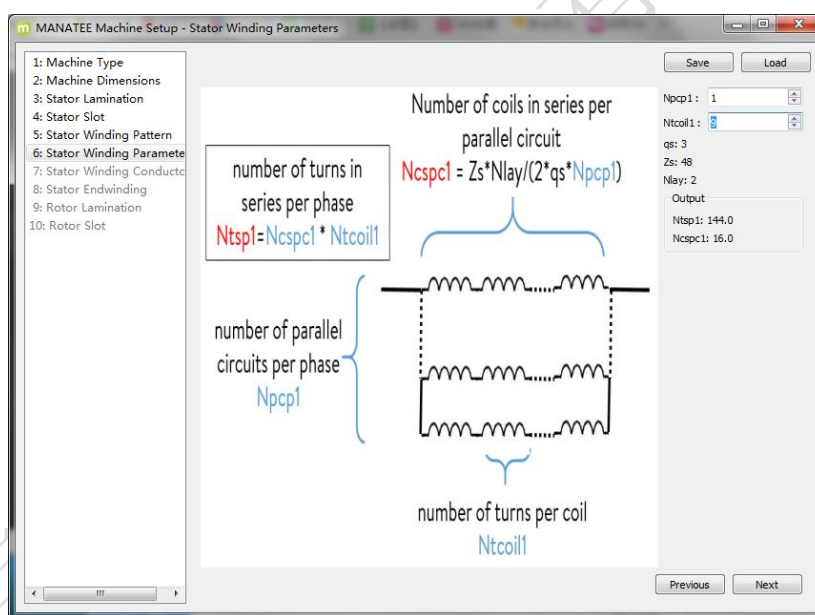 MANATEE Machine Setup - Stator Winding Parameters
1: Machine Type
2: Machine Dimensions
3: Stator Lamination
4: Stator Slot
5: Stator Winding Pattern
6: Stator Winding Paramete
7: Stator Winding Conductc
8: Stator Endwinding
9: Rotor Lamination
10: Rotor Slot
number of turns in
series per phase
Ntsp1=Ncspc1 * Ntcoil1
Number of coils in series per
parallel circuit
Ncspc1 = Zs*Nlay/(2*qs*Npcp1)
number of parallel
circuits per phase
Npcp1
number of turns per coil
Ntcoil1
Save
Load
Npcp1: 1
Ntcoil1: 9
qs: 3
Zs: 48
Nlay: 2
Output
Ntsp1: 144.0
Ncspc1: 16.0
Previous
Next